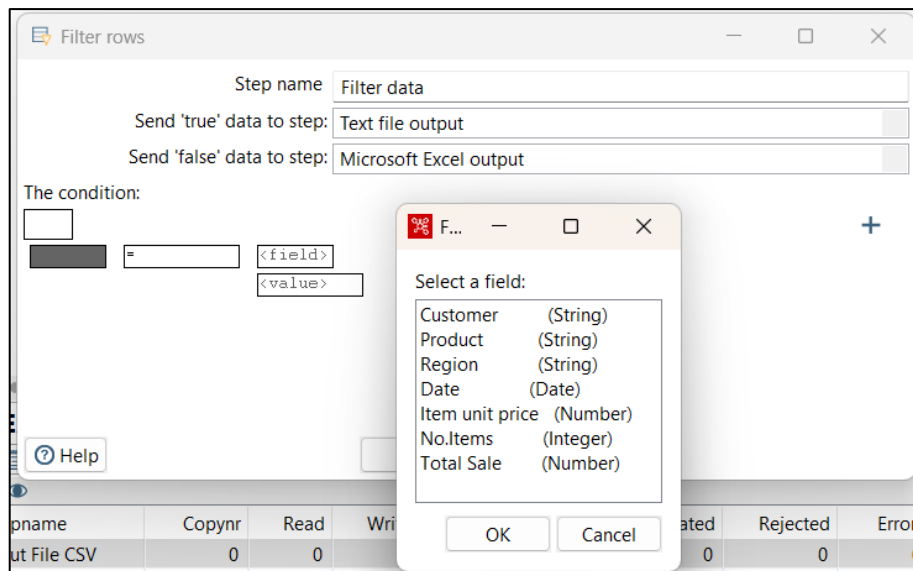 Filter rows
Step name Filter data
Send 'true' data to step: Text file output
Send 'false' data to step: Microsoft Excel output
The condition:
= <field>
<value>
F...
Select a field:
Customer (String)
Product (String)
Region (String)
Date (Date)
Item unit price (Number)
No.Items (Integer)
Total Sale (Number)
OK Cancel
Help
pname Copynr Read Wri ated Rejected Error
ut File CSV 0 0 0 0